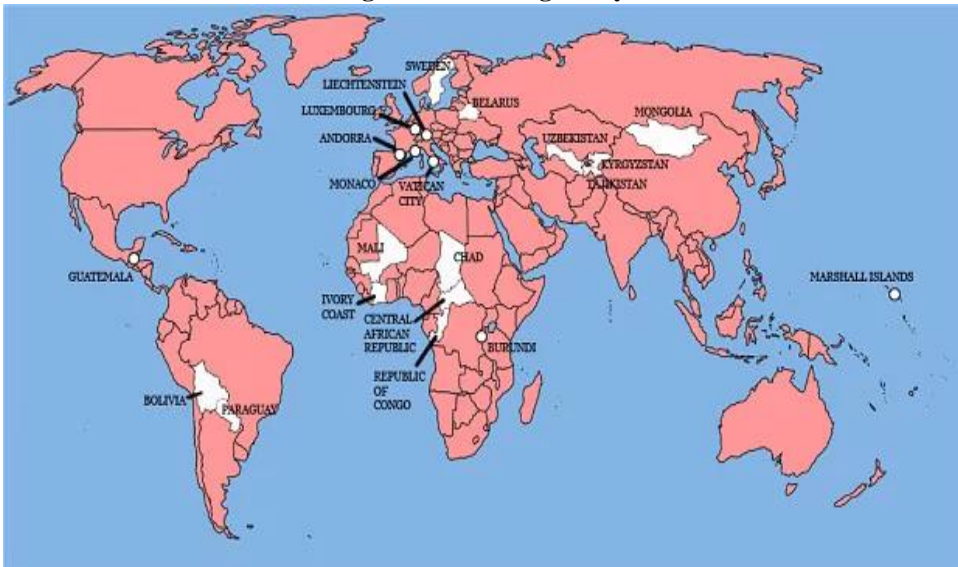 SWEDEN
LIECHTENSTEIN
LUXEMBOURG
BELARUS
MONGOLIA
ANDORRA
UZBEKISTAN
KYRGYZSTAN
MONACO
VATICAN
CITY
TAJIKISTAN
MALI
CHAD
GUATEMALA
MARSHALL ISLANDS
IVORY
COAST
CENTRAL
AFRICAN
REPUBLIC
BURUNDI
REPUBLIC
OF
CONGO
BOLIVIA
PARAGUAY